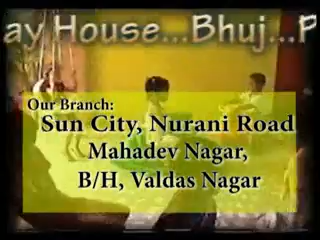 ay House...Bhuj...P
Our Branch:
Sun City, Nurani Road
Mahadev Nagar,
B/H, Valdas Nagar